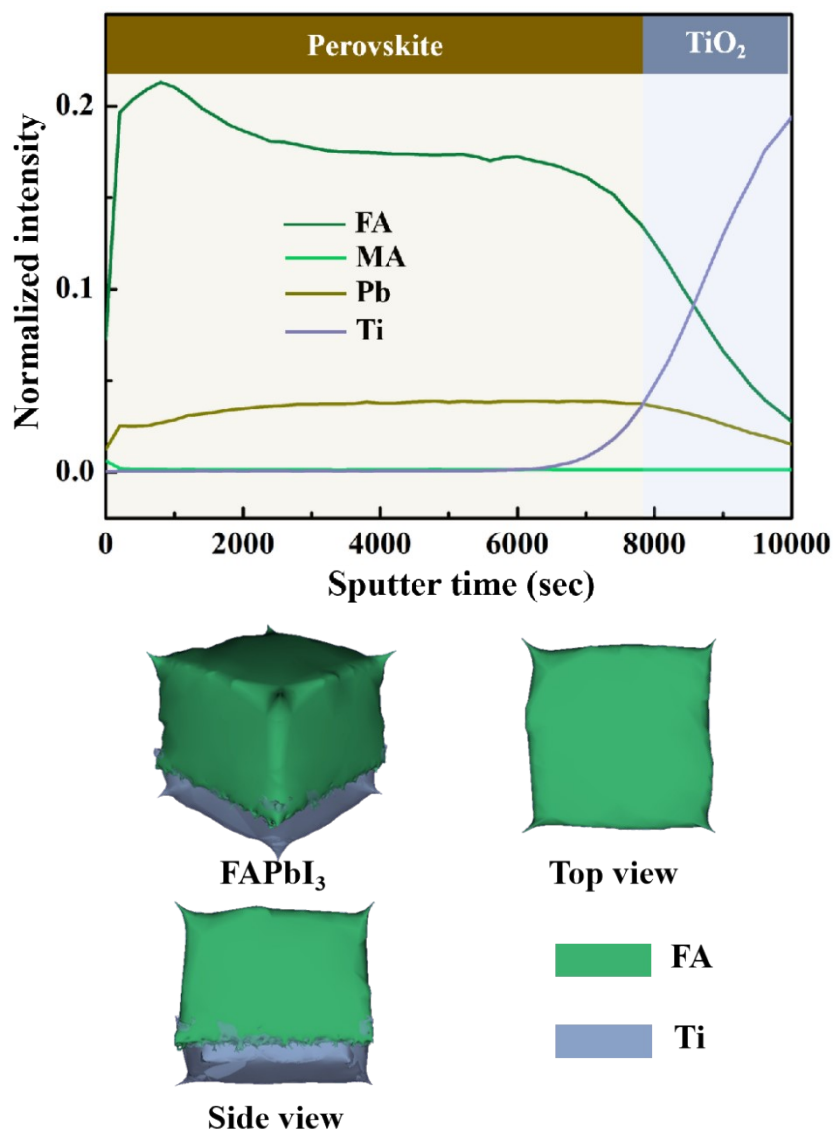 Perovskite
TiO₂
Normalized intensity
0.2
0.1
0.0
FA
MA
Pb
Ti
0
2000
4000
6000
8000
10000
Sputter time (sec)
FAPbI₃
Top view
Side view
FA
Ti